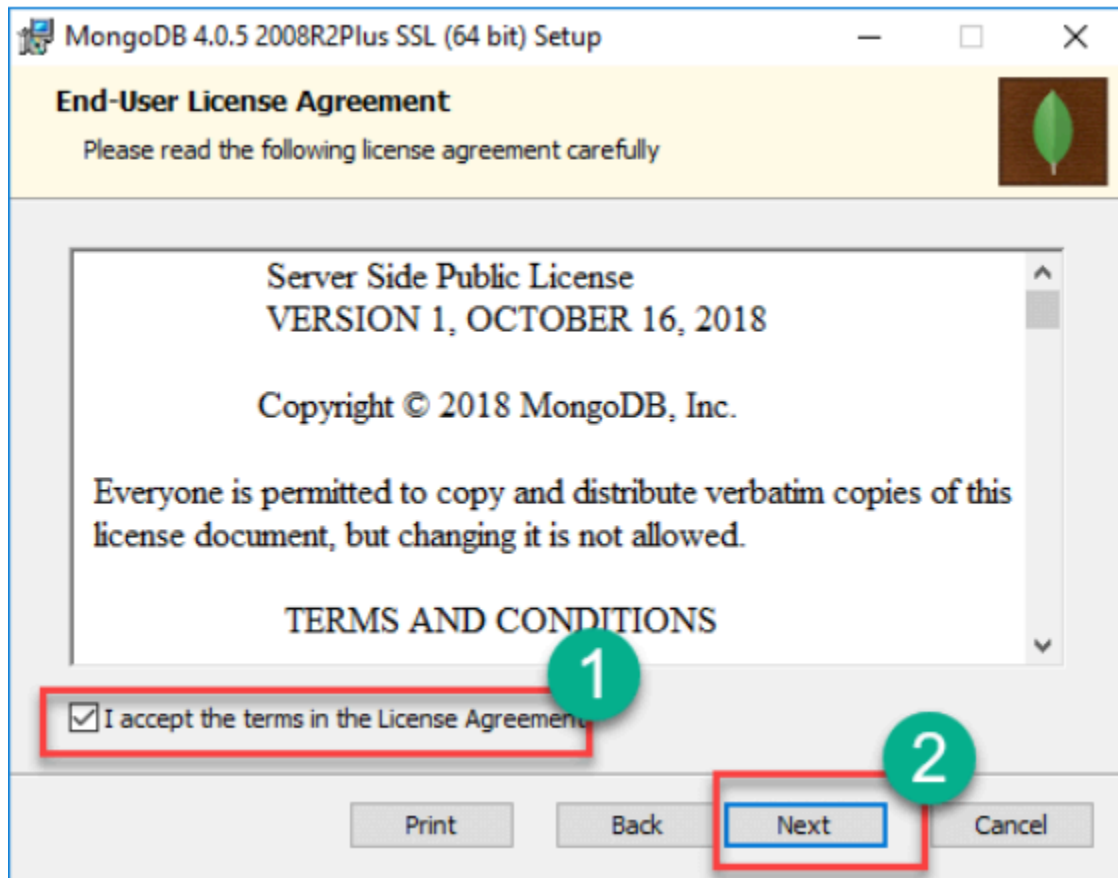 MongoDB 4.0.5 2008R2Plus SSL (64 bit) Setup
End-User License Agreement
Please read the following license agreement carefully
Server Side Public License
VERSION 1, OCTOBER 16, 2018
Copyright © 2018 MongoDB, Inc.
Everyone is permitted to copy and distribute verbatim copies of this
license document, but changing it is not allowed.
TERMS AND CONDITIONS
1
I accept the terms in the License Agreement
2
Print Back Next Cancel